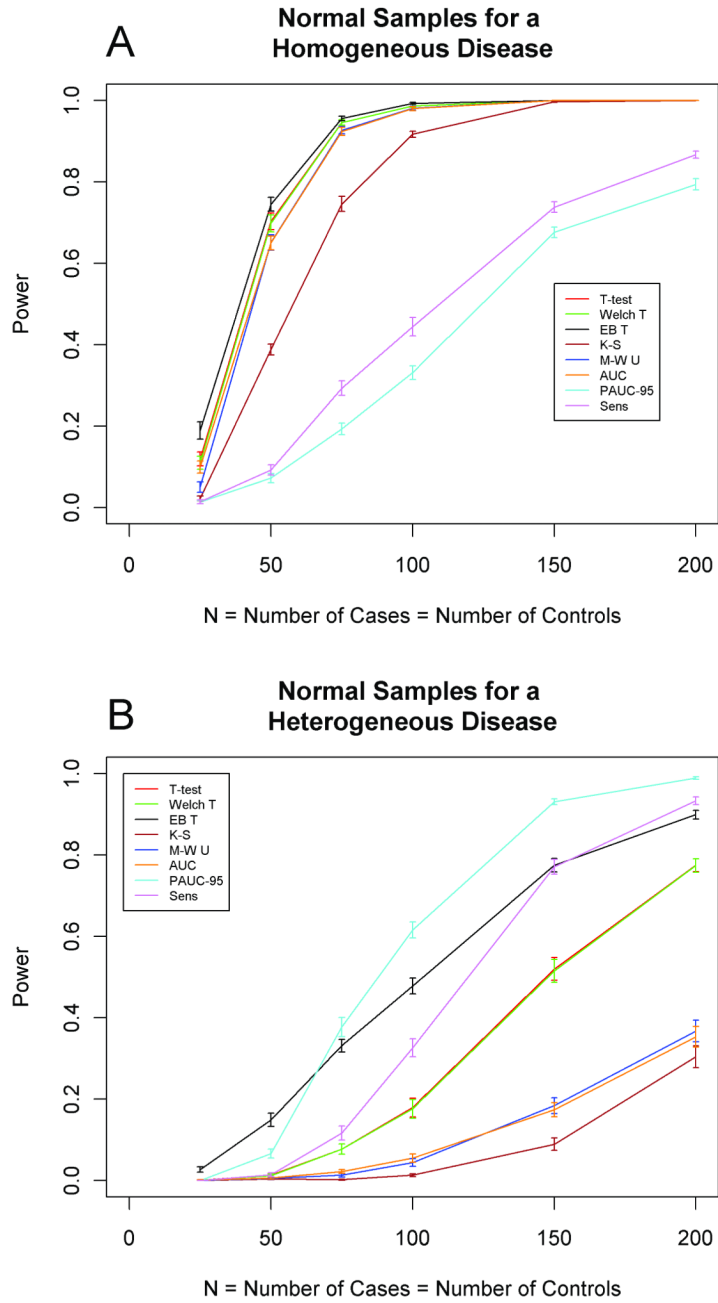 A
Normal Samples for a
Homogeneous Disease
1.0
0.8
0.6
0.4
0.2
0.0
Power
T-test
Welch T
EB T
K-S
M-W U
AUC
PAUC-95
Sens
0 50 100 150 200
N = Number of Cases = Number of Controls
B
Normal Samples for a
Heterogeneous Disease
1.0
0.8
0.6
0.4
0.2
0.0
Power
T-test
Welch T
EB T
K-S
M-W U
AUC
PAUC-95
Sens
0 50 100 150 200
N = Number of Cases = Number of Controls